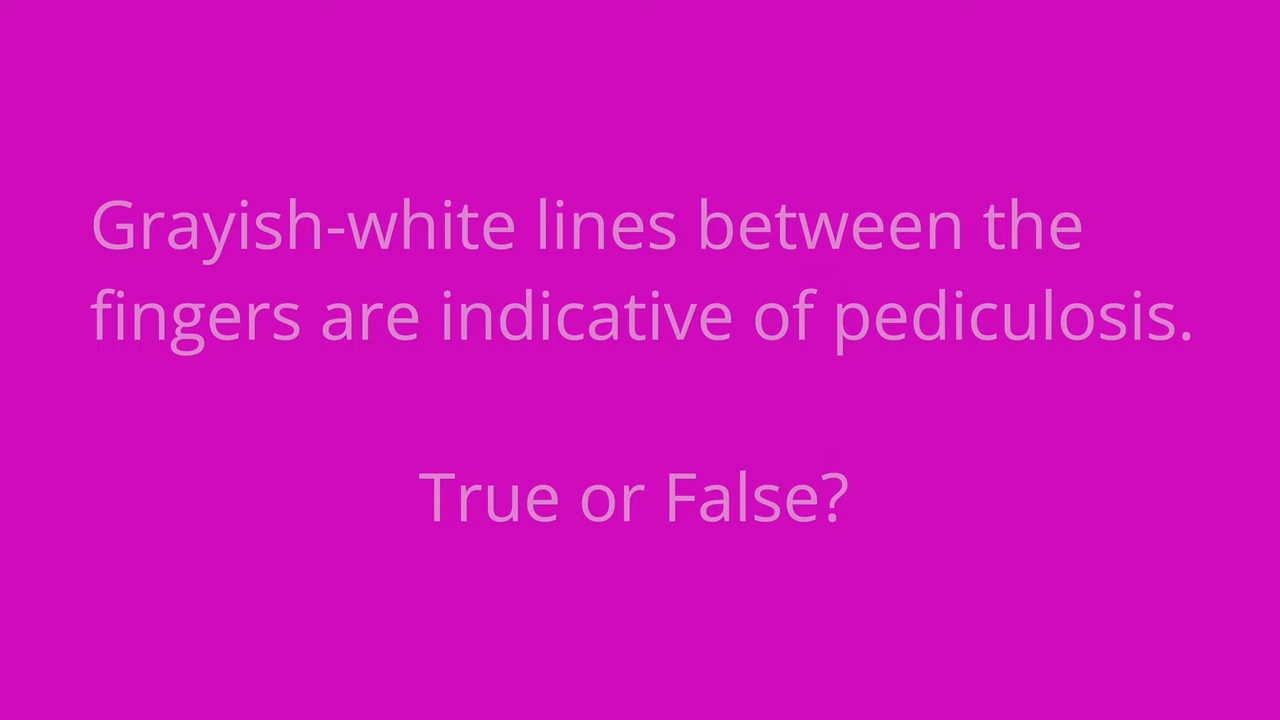 Grayish-white lines between the
fingers are indicative of pediculosis.
True or False?